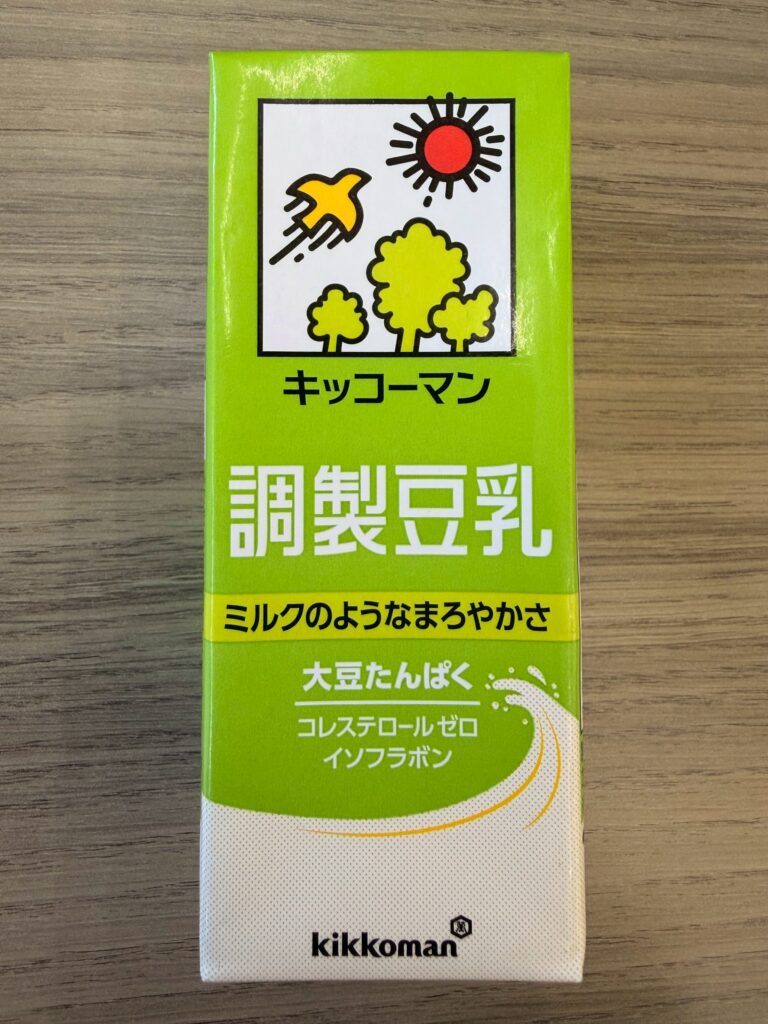 キッコーマン
調製豆乳
ミルクのようなまろやかさ
大豆たんぱく
コレステロール ゼロ
イソフラボン
kikkoman